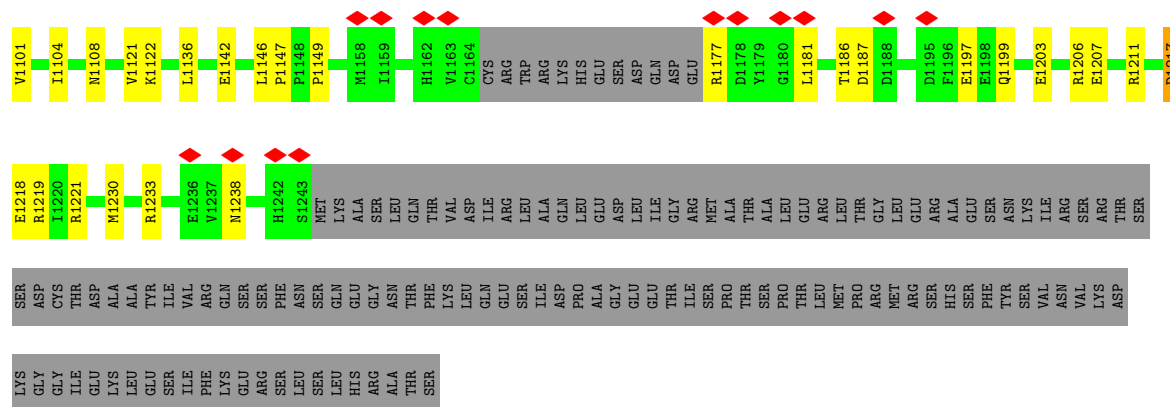 V1101 I1104 N1108 V1121 K1122 L1136 E1142 L1146 P1147 P1148 P1149 M1158 I1159 H1162 V1163 C1164 CYS ARG TRP ARG LYS HIS GLU SER ASP GLN ASP GLU R1177 D1178 Y1179 G1180 L1181 T1186 D1187 D1188 D1195 F1196 E1197 E1198 Q1199 E1203 R1206 E1207 R1211
E1218 R1219 I1220 R1221 M1230 R1233 E1236 V1237 N1238 H1242 S1243 MET LYS ALA SER LEU GLN THR VAL ASP ILE ARG LEU ALA GLN LEU GLU ASP LEU ILE GLY ARG MET ALA THR ALA LEU GLU ARG LEU THR GLY LEU GLU ARG ALA GLU SER ASN LYS ILE ARG SER ARG THR SER
SER ASP CYS THR ASP ALA ALA TYR ILE VAL ARG GLN SER SER PHE ASN SER GLN GLU GLY ASN THR PHE LYS LEU GLN GLU SER ILE ASP PRO ALA GLY GLU GLU THR ILE SER PRO THR SER PRO THR LEU MET PRO ARG MET ARG SER HIS SER PHE TYR SER VAL ASN VAL LYS ASP
LYS GLY GLY ILE GLU LYS LEU GLU SER ILE PHE LYS GLU ARG SER LEU SER LEU HIS ARG ALA THR SER